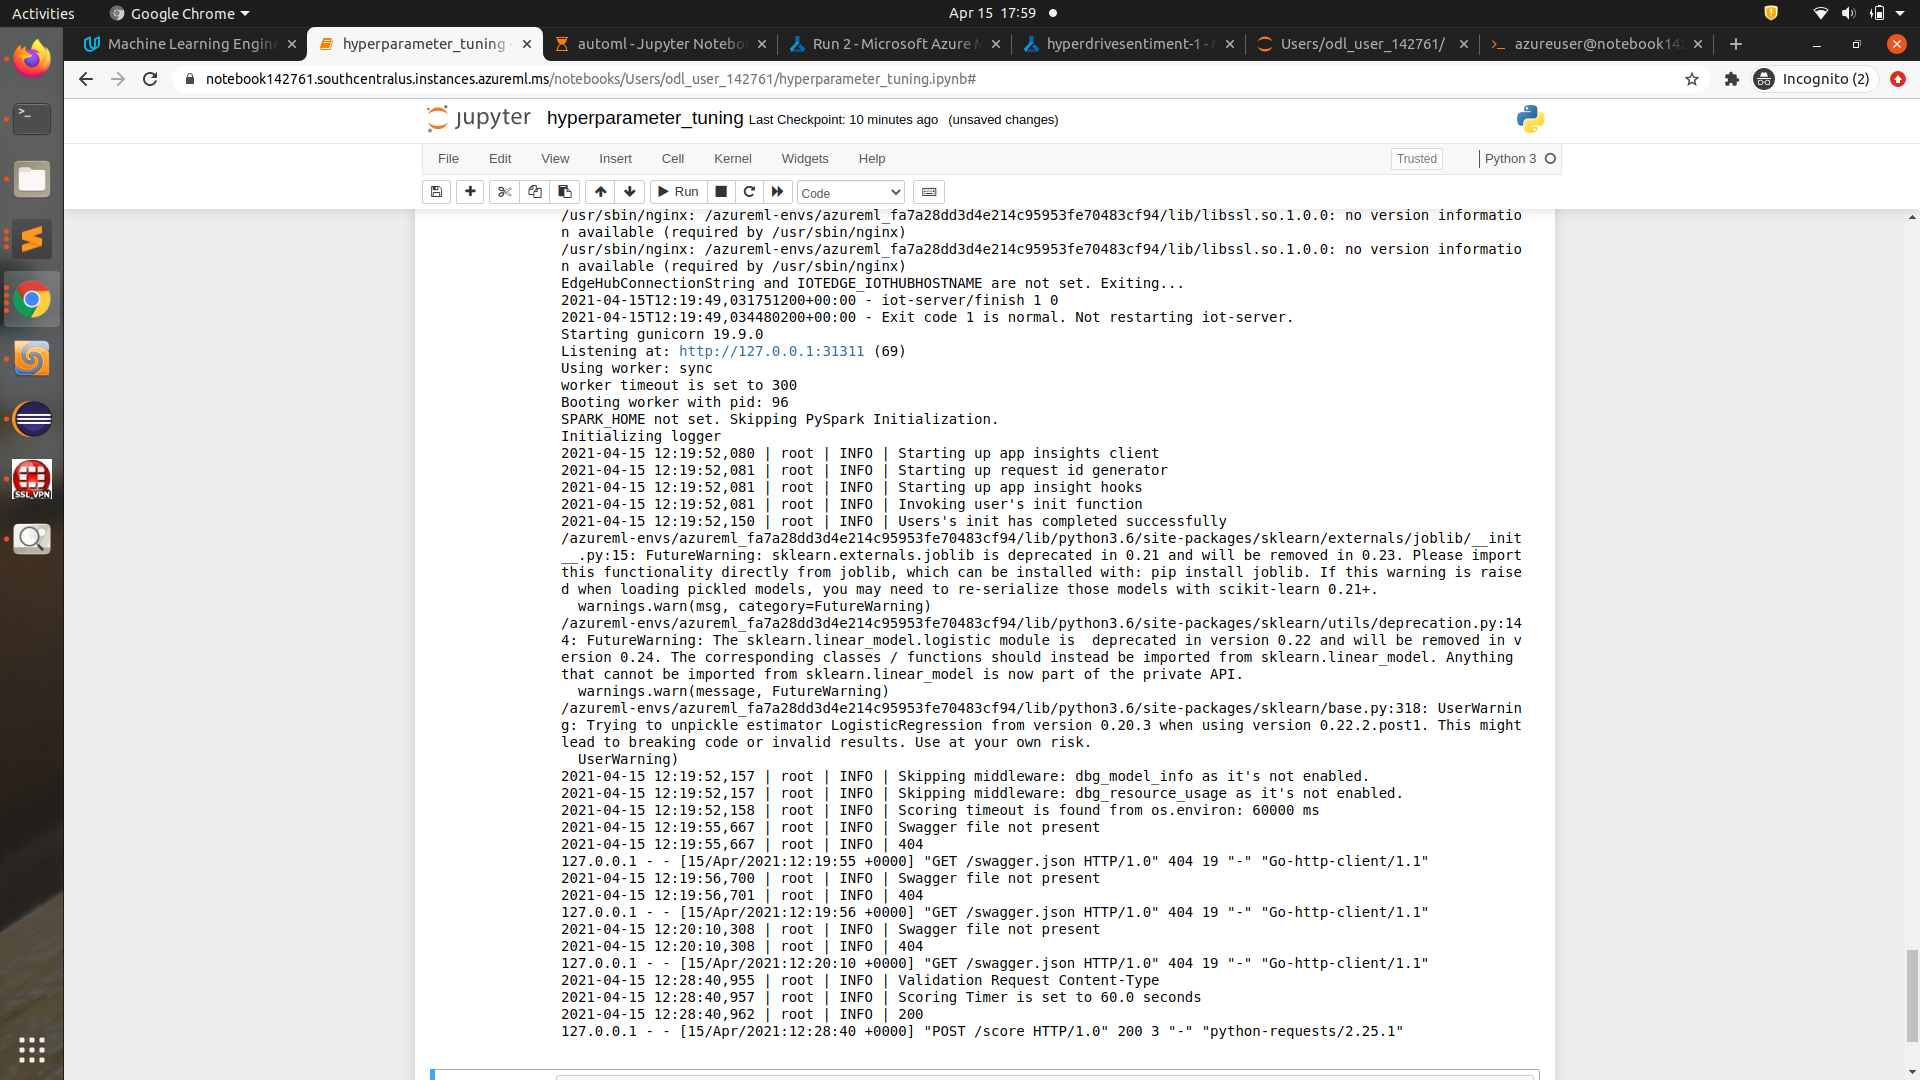 Activities
Google Chrome
Apr 15 17:59
Machine Learning Engine
hyperparameter_tuning -
automl - Jupyter Notebo
Run 2 - Microsoft Azure M
hyperdrivesentiment-1 - M
Users/odl_user_142761/
azureuser@notebook142
notebook142761.southcentralus.instances.azureml.ms/notebooks/Users/odl_user_142761/hyperparameter_tuning.ipynb#
Incognito (2)
jupyter hyperparameter_tuning Last Checkpoint: 10 minutes ago (unsaved changes)
File Edit View Insert Cell Kernel Widgets Help
Trusted
Python 3
Run
Code
/usr/sbin/nginx: /azureml-envs/azureml_fa7a28dd3d4e214c95953fe70483cf94/lib/libssl.so.1.0.0: no version informatio
n available (required by /usr/sbin/nginx)
/usr/sbin/nginx: /azureml-envs/azureml_fa7a28dd3d4e214c95953fe70483cf94/lib/libssl.so.1.0.0: no version informatio
n available (required by /usr/sbin/nginx)
EdgeHubConnectionString and IOTEDGE_IOTHUBHOSTNAME are not set. Exiting...
2021-04-15T12:19:49,031751200+00:00 - iot-server/finish 1 0
2021-04-15T12:19:49,034480200+00:00 - Exit code 1 is normal. Not restarting iot-server.
Starting gunicorn 19.9.0
Listening at: http://127.0.0.1:31311 (69)
Using worker: sync
worker timeout is set to 300
Booting worker with pid: 96
SPARK_HOME not set. Skipping PySpark Initialization.
Initializing logger
2021-04-15 12:19:52,080 | root | INFO | Starting up app insights client
2021-04-15 12:19:52,081 | root | INFO | Starting up request id generator
2021-04-15 12:19:52,081 | root | INFO | Starting up app insight hooks
2021-04-15 12:19:52,081 | root | INFO | Invoking user's init function
2021-04-15 12:19:52,150 | root | INFO | Users's init has completed successfully
/azureml-envs/azureml_fa7a28dd3d4e214c95953fe70483cf94/lib/python3.6/site-packages/sklearn/externals/joblib/__init
__.py:15: FutureWarning: sklearn.externals.joblib is deprecated in 0.21 and will be removed in 0.23. Please import
this functionality directly from joblib, which can be installed with: pip install joblib. If this warning is raise
d when loading pickled models, you may need to re-serialize those models with scikit-learn 0.21+.
warnings.warn(msg, category=FutureWarning)
/azureml-envs/azureml_fa7a28dd3d4e214c95953fe70483cf94/lib/python3.6/site-packages/sklearn/utils/deprecation.py:14
4: FutureWarning: The sklearn.linear_model.logistic module is  deprecated in version 0.22 and will be removed in v
ersion 0.24. The corresponding classes / functions should instead be imported from sklearn.linear_model. Anything
that cannot be imported from sklearn.linear_model is now part of the private API.
warnings.warn(message, FutureWarning)
/azureml-envs/azureml_fa7a28dd3d4e214c95953fe70483cf94/lib/python3.6/site-packages/sklearn/base.py:318: UserWarnin
g: Trying to unpickle estimator LogisticRegression from version 0.20.3 when using version 0.22.2.post1. This might
lead to breaking code or invalid results. Use at your own risk.
UserWarning)
2021-04-15 12:19:52,157 | root | INFO | Skipping middleware: dbg_model_info as it's not enabled.
2021-04-15 12:19:52,157 | root | INFO | Skipping middleware: dbg_resource_usage as it's not enabled.
2021-04-15 12:19:52,158 | root | INFO | Scoring timeout is found from os.environ: 60000 ms
2021-04-15 12:19:55,667 | root | INFO | Swagger file not present
2021-04-15 12:19:55,667 | root | INFO | 404
127.0.0.1 - - [15/Apr/2021:12:19:55 +0000] "GET /swagger.json HTTP/1.0" 404 19 "-" "Go-http-client/1.1"
2021-04-15 12:19:56,700 | root | INFO | Swagger file not present
2021-04-15 12:19:56,701 | root | INFO | 404
127.0.0.1 - - [15/Apr/2021:12:19:56 +0000] "GET /swagger.json HTTP/1.0" 404 19 "-" "Go-http-client/1.1"
2021-04-15 12:20:10,308 | root | INFO | Swagger file not present
2021-04-15 12:20:10,308 | root | INFO | 404
127.0.0.1 - - [15/Apr/2021:12:20:10 +0000] "GET /swagger.json HTTP/1.0" 404 19 "-" "Go-http-client/1.1"
2021-04-15 12:28:40,955 | root | INFO | Validation Request Content-Type
2021-04-15 12:28:40,957 | root | INFO | Scoring Timer is set to 60.0 seconds
2021-04-15 12:28:40,962 | root | INFO | 200
127.0.0.1 - - [15/Apr/2021:12:28:40 +0000] "POST /score HTTP/1.0" 200 3 "-" "python-requests/2.25.1"
SSL VPN